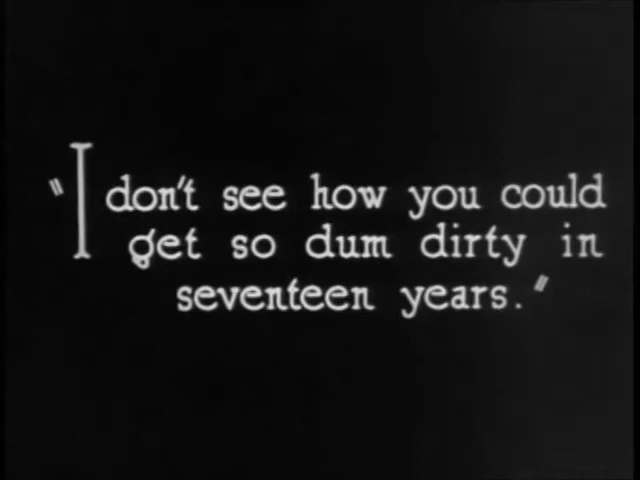 "I don't see how you could
get so dum dirty in
seventeen years."